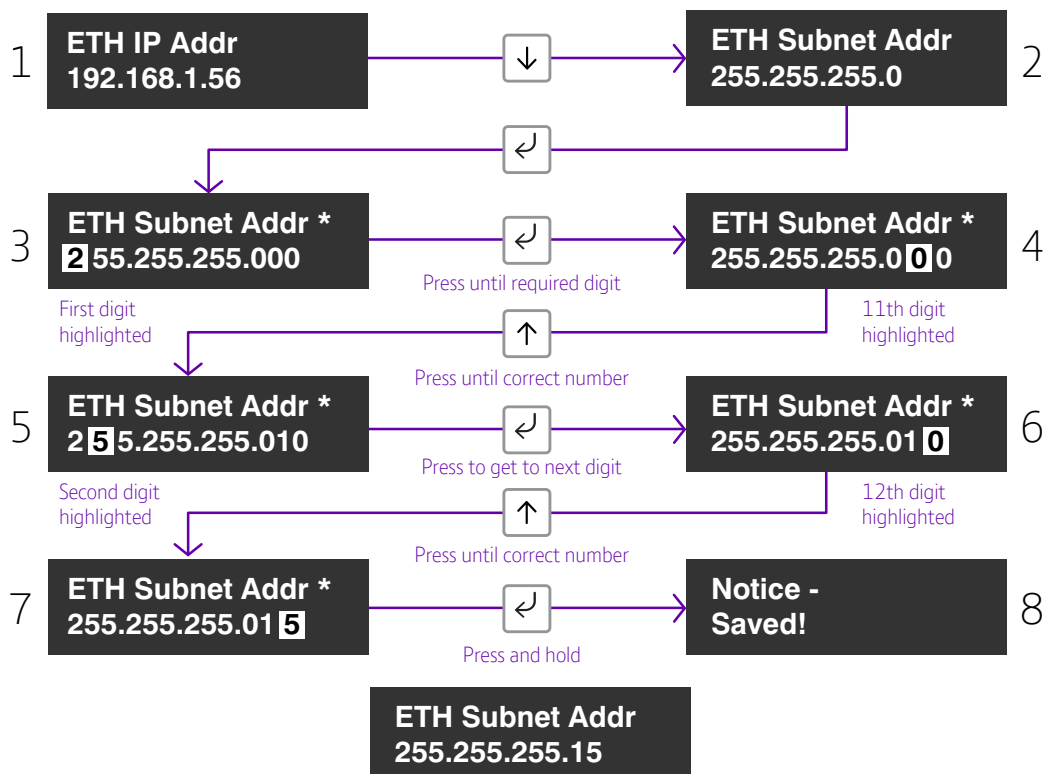 1
ETH IP Addr
192.168.1.56
ETH Subnet Addr
255.255.255.0
2
3
ETH Subnet Addr *
255.255.255.000
First digit
highlighted
Press until required digit
ETH Subnet Addr *
255.255.255.000
4
11th digit
highlighted
Press until correct number
5
ETH Subnet Addr *
255.255.255.010
Second digit
highlighted
Press to get to next digit
ETH Subnet Addr *
255.255.255.010
6
12th digit
highlighted
Press until correct number
7
ETH Subnet Addr *
255.255.255.015
Press and hold
Notice -
Saved!
8
ETH Subnet Addr
255.255.255.15